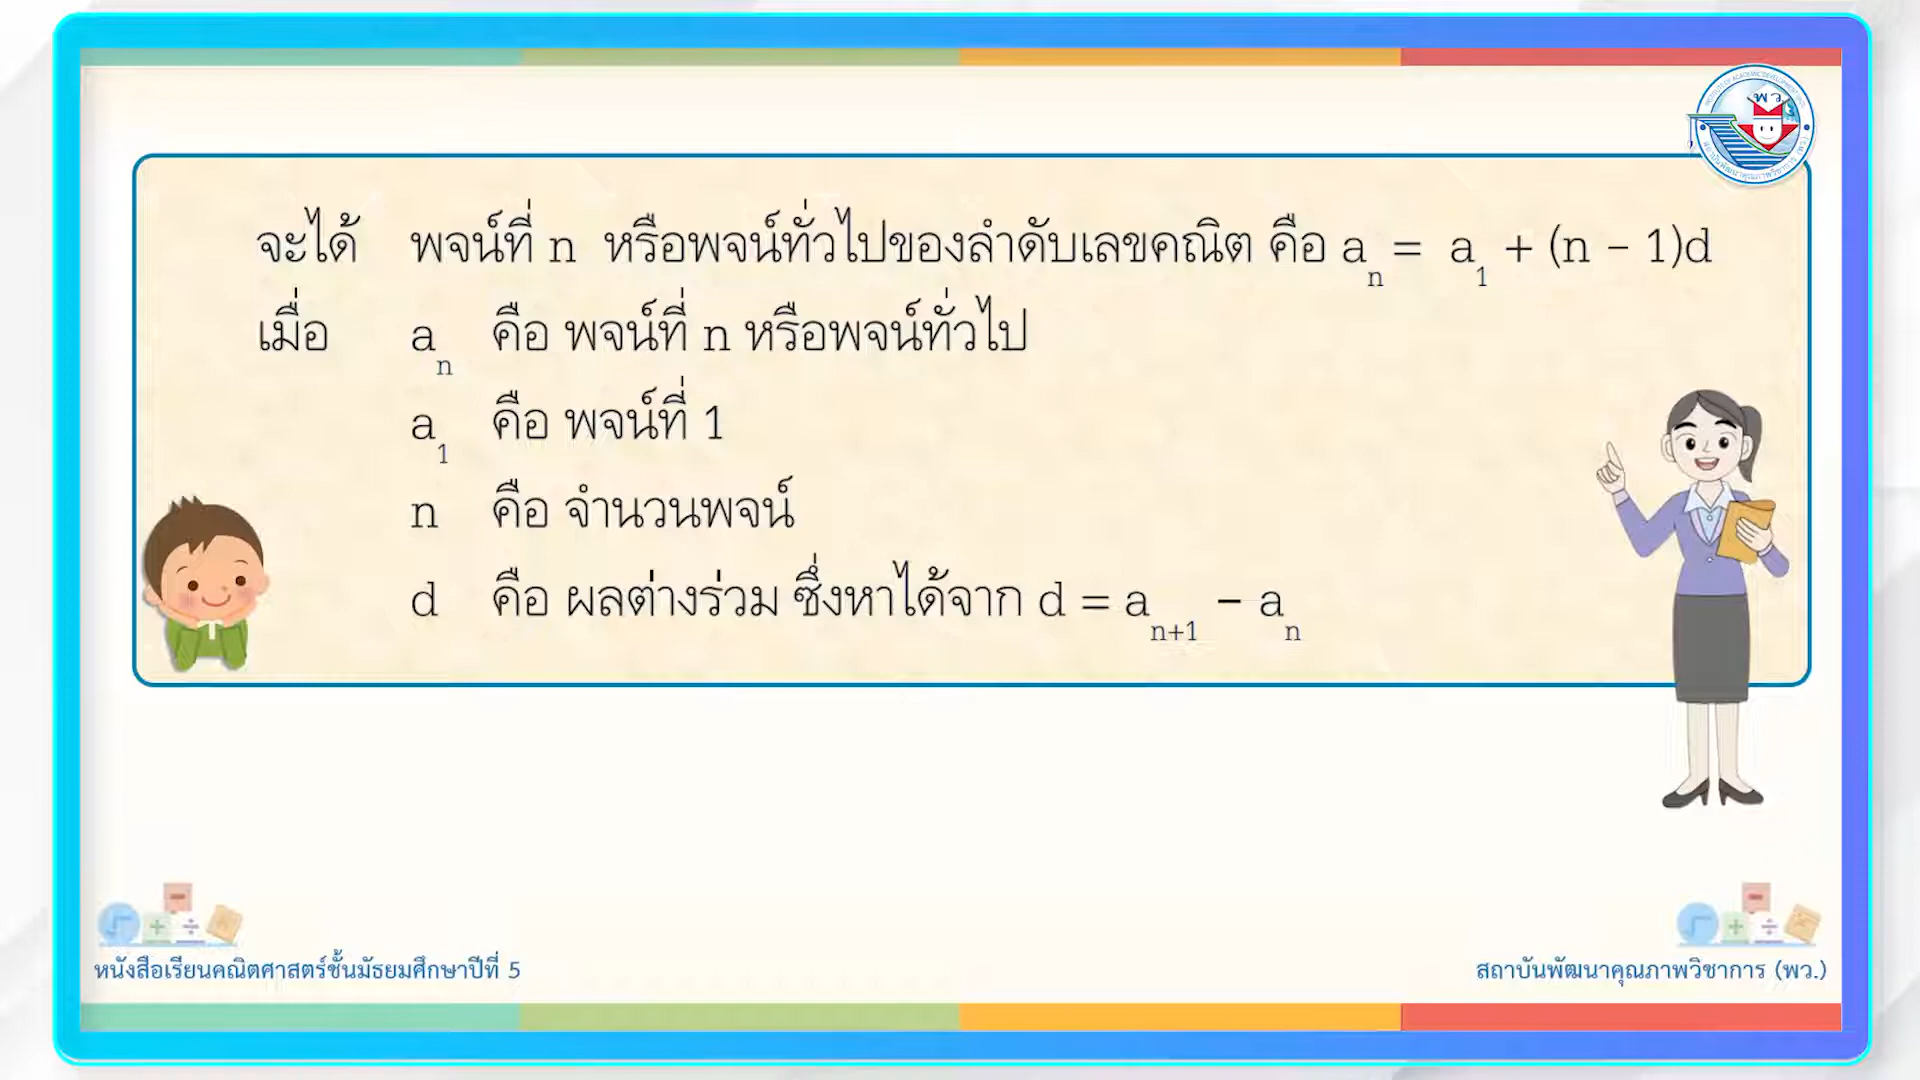 พว
จะได้ พจน์ที่ n หรือพจน์ทั่วไปของลำดับเลขคณิต คือ aₙ = a₁ + (n – 1)d
เมื่อ aₙ คือ พจน์ที่ n หรือพจน์ทั่วไป
a₁ คือ พจน์ที่ 1
n คือ จำนวนพจน์
d คือ ผลต่างร่วม ซึ่งหาได้จาก d = aₙ₊₁ – aₙ
หนังสือเรียนคณิตศาสตร์ชั้นมัธยมศึกษาปีที่ 5
สถาบันพัฒนาคุณภาพวิชาการ (พว.)